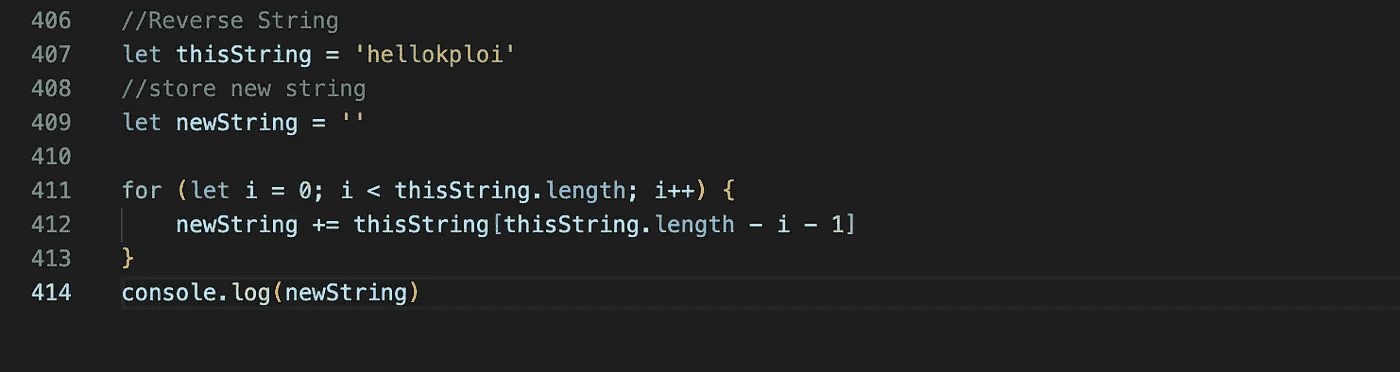 406 //Reverse String
407 let thisString = 'hellokploi'
408 //store new string
409 let newString = ''
410
411 for (let i = 0; i < thisString.length; i++) {
412     newString += thisString[thisString.length - i - 1]
413 }
414 console.log(newString)